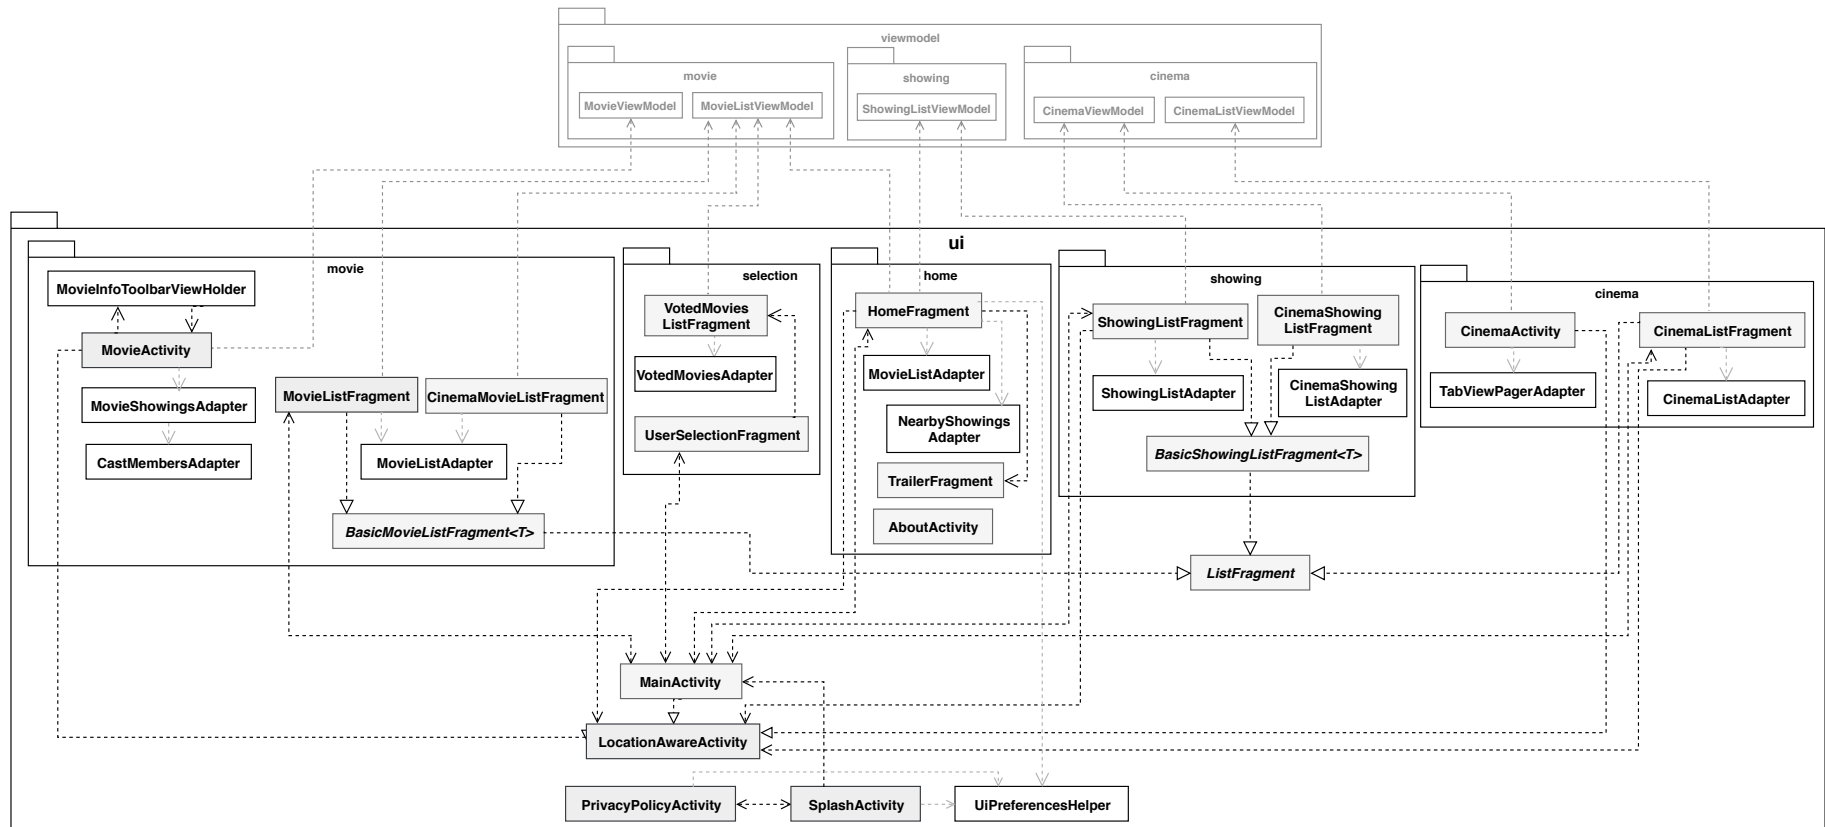 viewmodel
movie
showing
cinema
MovieViewModel
MovieListViewModel
ShowingListViewModel
CinemaViewModel
CinemaListViewModel
ui
movie
selection
home
showing
cinema
MovieInfoToolbarViewHolder
MovieActivity
MovieShowingsAdapter
CastMembersAdapter
MovieListFragment
CinemaMovieListFragment
MovieListAdapter
BasicMovieListFragment<T>
VotedMovies
ListFragment
VotedMoviesAdapter
UserSelectionFragment
HomeFragment
MovieListAdapter
NearbyShowings
Adapter
TrailerFragment
AboutActivity
ShowingListFragment
CinemaShowing
ListFragment
ShowingListAdapter
CinemaShowing
ListAdapter
BasicShowingListFragment<T>
CinemaActivity
CinemaListFragment
TabViewPagerAdapter
CinemaListAdapter
ListFragment
MainActivity
LocationAwareActivity
PrivacyPolicyActivity
SplashActivity
UiPreferencesHelper